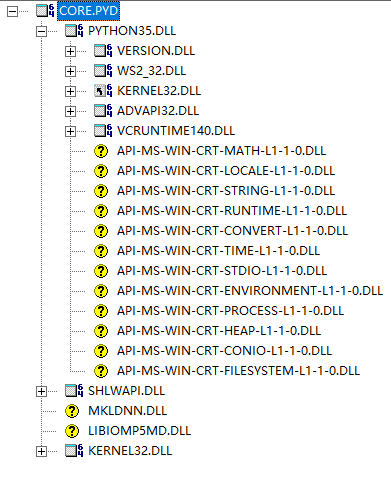 CORE.PYD
PYTHON35.DLL
VERSION.DLL
WS2_32.DLL
KERNEL32.DLL
ADVAPI32.DLL
VCRUNTIME140.DLL
API-MS-WIN-CRT-MATH-L1-1-0.DLL
API-MS-WIN-CRT-LOCALE-L1-1-0.DLL
API-MS-WIN-CRT-STRING-L1-1-0.DLL
API-MS-WIN-CRT-RUNTIME-L1-1-0.DLL
API-MS-WIN-CRT-CONVERT-L1-1-0.DLL
API-MS-WIN-CRT-TIME-L1-1-0.DLL
API-MS-WIN-CRT-STDIO-L1-1-0.DLL
API-MS-WIN-CRT-ENVIRONMENT-L1-1-0.DLL
API-MS-WIN-CRT-PROCESS-L1-1-0.DLL
API-MS-WIN-CRT-HEAP-L1-1-0.DLL
API-MS-WIN-CRT-CONIO-L1-1-0.DLL
API-MS-WIN-CRT-FILESYSTEM-L1-1-0.DLL
SHLWAPI.DLL
MKLDNN.DLL
LIBIOMP5MD.DLL
KERNEL32.DLL